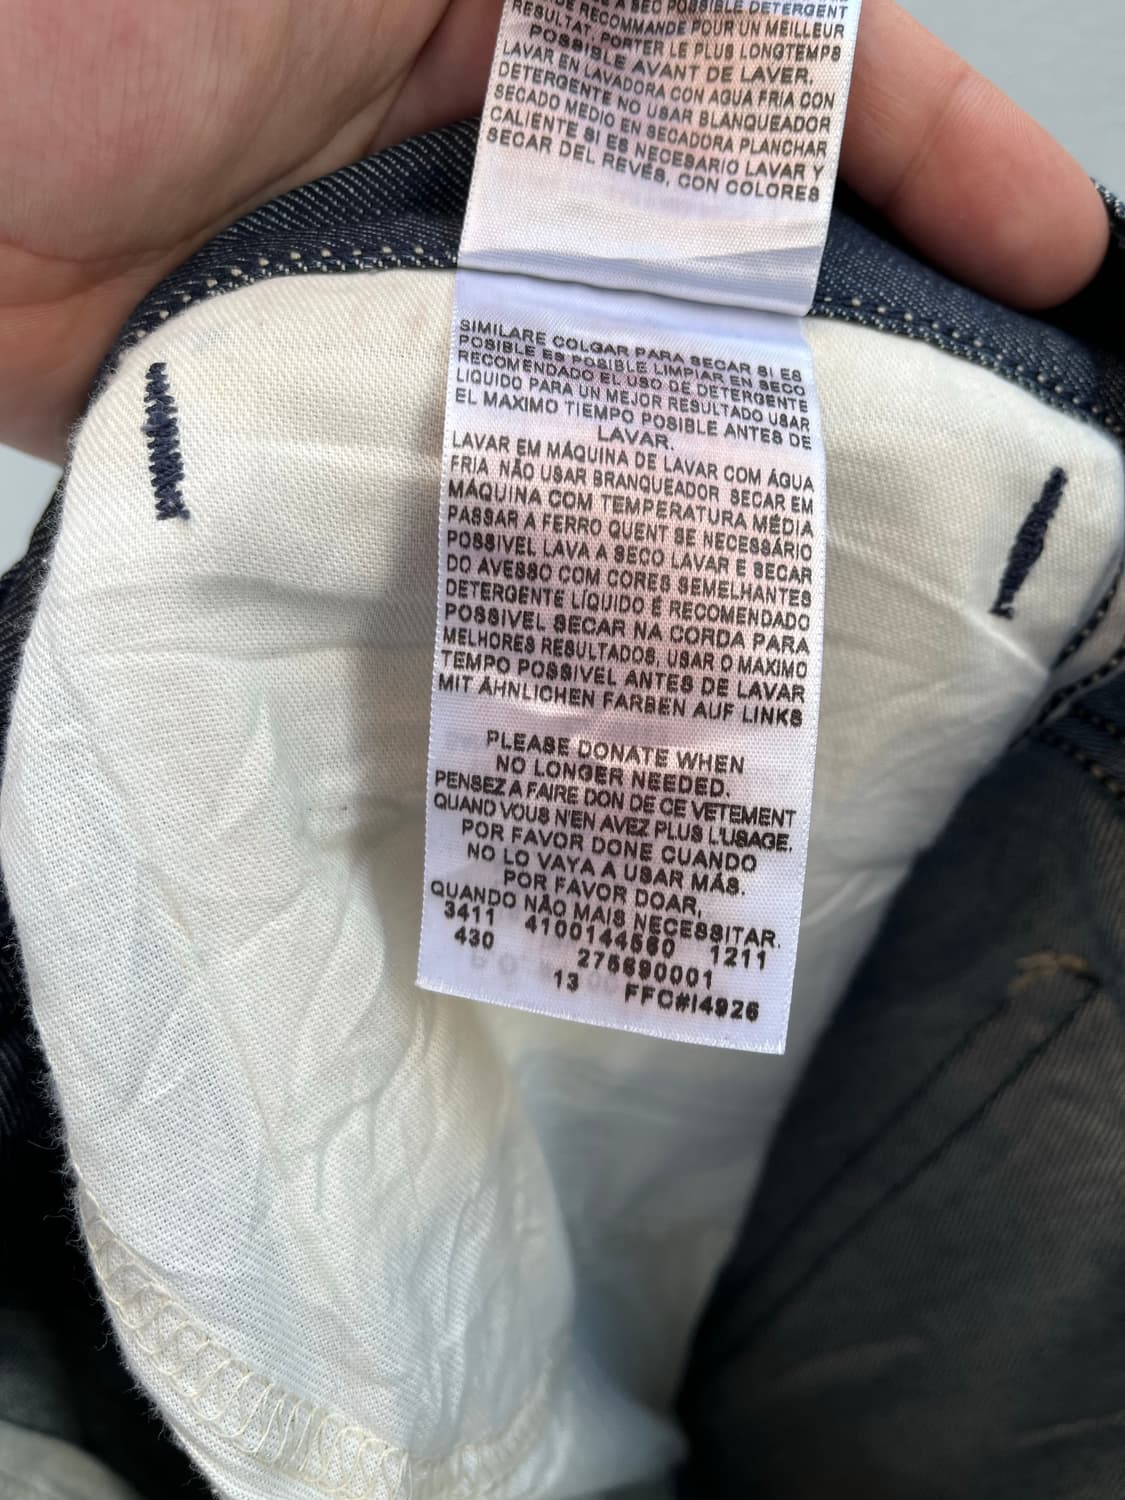 A SEC POSSIBLE DETERGENT
RECOMMANDE POUR UN MEILLEUR
RESULTAT, PORTER LE PLUS LONGTEMPS
POSSIBLE AVANT DE LAVER.
LAVAR EN LAVADORA CON AGUA FRIA CON
DETERGENTE NO USAR BLANQUEADOR
SECADO MEDIO EN SECADORA PLANCHAR
CALIENTE SI ES NECESARIO LAVAR Y
SECAR DEL REVÉS, CON COLORES
SIMILARE COLGAR PARA SECAR SI ES
POSIBLE ES POSIBLE LIMPIAR EN SECO
RECOMENDADO EL USO DE DETERGENTE
LIQUIDO PARA UN MEJOR RESULTADO USAR
EL MAXIMO TIEMPO POSIBLE ANTES DE
LAVAR.
LAVAR EM MÁQUINA DE LAVAR COM ÁGUA
FRIA NÃO USAR BRANQUEADOR SECAR EM
MÁQUINA COM TEMPERATURA MÉDIA
PASSAR A FERRO QUENT SE NECESSÁRIO
POSSIVEL LAVA A SECO LAVAR E SECAR
DO AVESSO COM CORES SEMELHANTES
DETERGENTE LÍQUIDO É RECOMENDADO
POSSIVEL SECAR NA CORDA PARA
MELHORES RESULTADOS, USAR O MAXIMO
TEMPO POSSIVEL ANTES DE LAVAR
MIT ÄHNLICHEN FARBEN AUF LINKS
PLEASE DONATE WHEN
NO LONGER NEEDED.
PENSEZ A FAIRE DON DE CE VETEMENT
QUAND VOUS N'EN AVEZ PLUS L'USAGE.
POR FAVOR DONE CUANDO
NO LO VAYA A USAR MÁS.
POR FAVOR DOAR,
QUANDO NÃO MAIS NECESSITAR.
3411 4100144560 1211
430 275690001
13 FFC#I4926